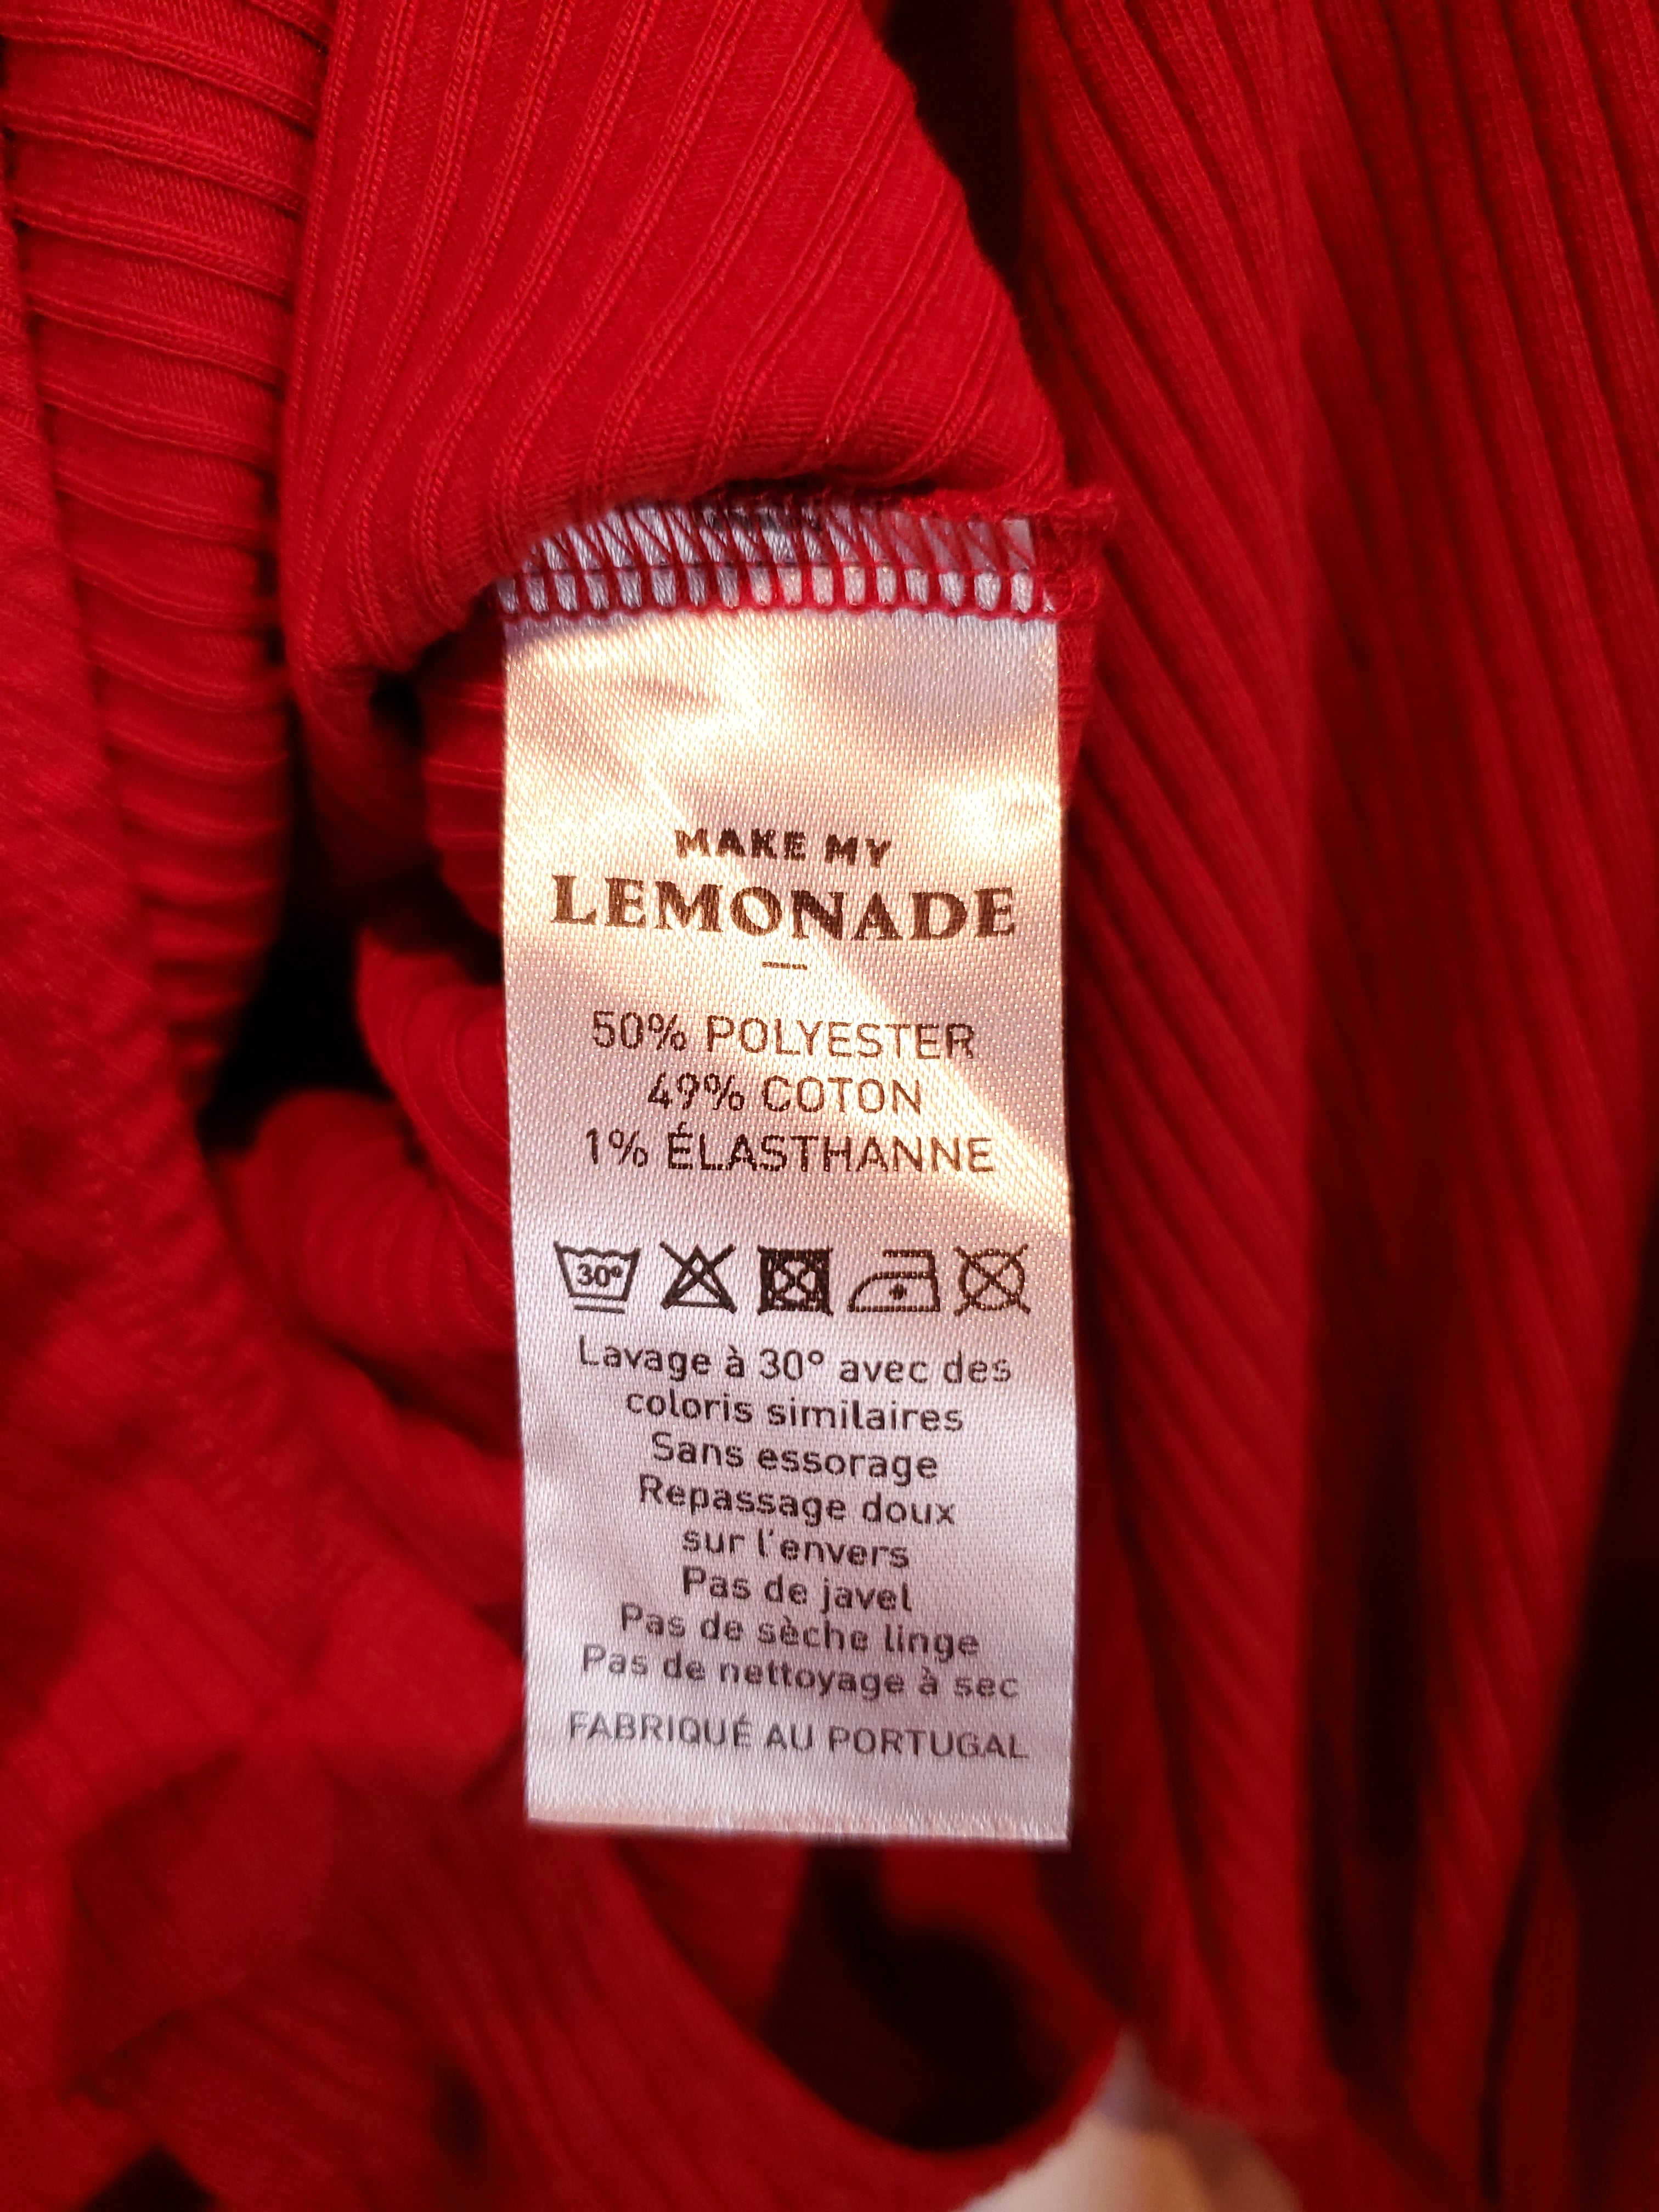 MAKE MY
LEMONADE
50% POLYESTER
49% COTON
1% ÉLASTHANNE
30°
Lavage à 30° avec des
coloris similaires
Sans essorage
Repassage doux
sur l'envers
Pas de javel
Pas de sèche linge
Pas de nettoyage à sec
FABRIQUÉ AU PORTUGAL